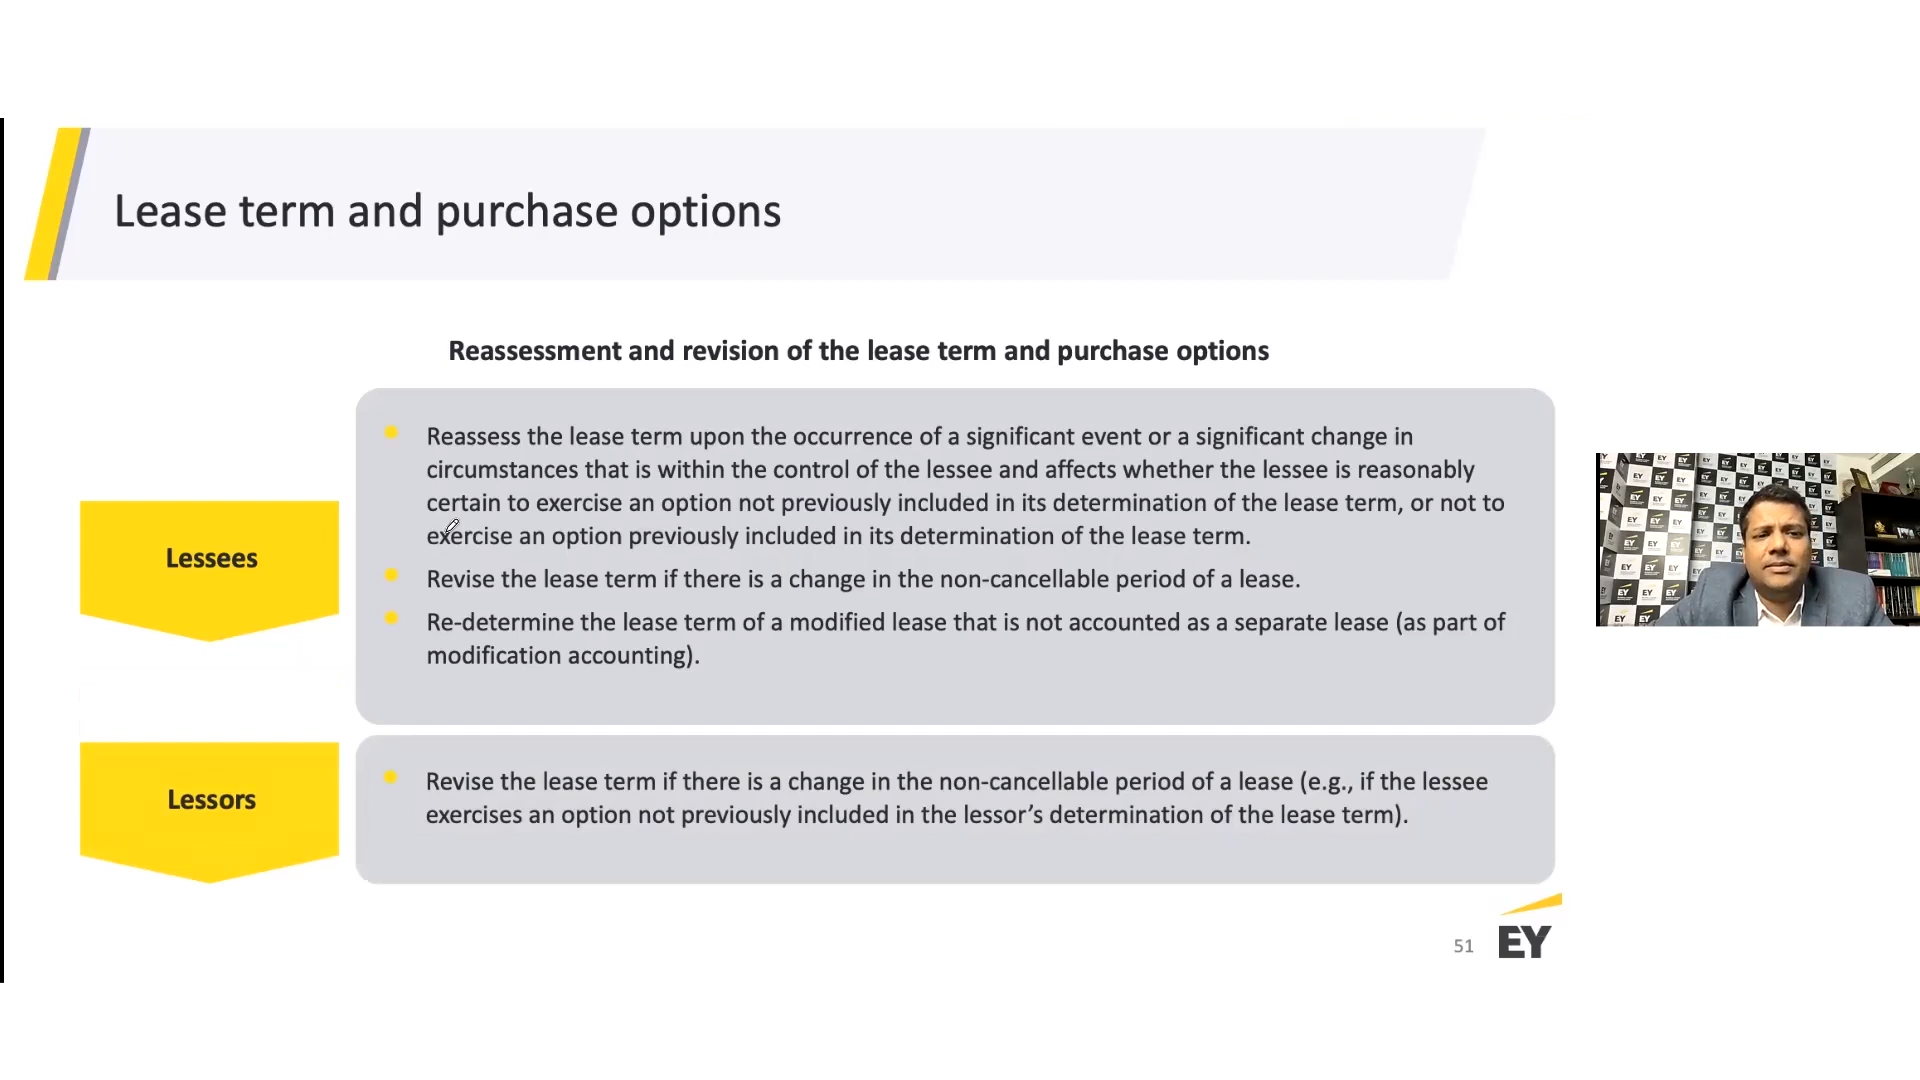 Lease term and purchase options
Reassessment and revision of the lease term and purchase options
Lessees
Reassess the lease term upon the occurrence of a significant event or a significant change in
circumstances that is within the control of the lessee and affects whether the lessee is reasonably
certain to exercise an option not previously included in its determination of the lease term, or not to
exercise an option previously included in its determination of the lease term.
Revise the lease term if there is a change in the non-cancellable period of a lease.
Re-determine the lease term of a modified lease that is not accounted as a separate lease (as part of
modification accounting).
Lessors
Revise the lease term if there is a change in the non-cancellable period of a lease (e.g., if the lessee
exercises an option not previously included in the lessor's determination of the lease term).
51
EY